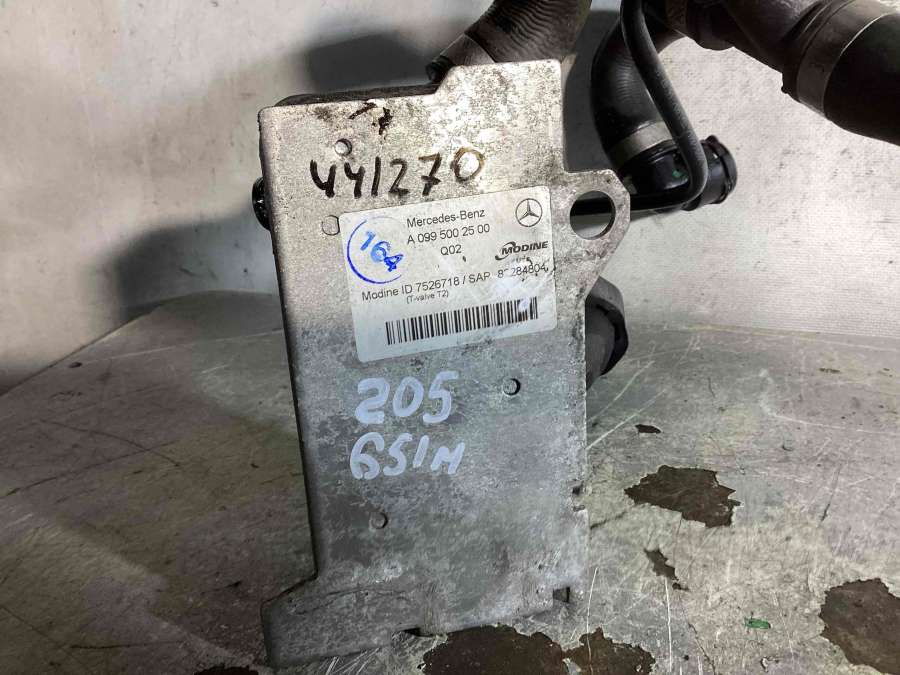 441270
Mercedes-Benz
A 099 500 25 00
Q02
MODINE
164
Modine ID 7526718 / SAP
(T-valve T2)
205
651M